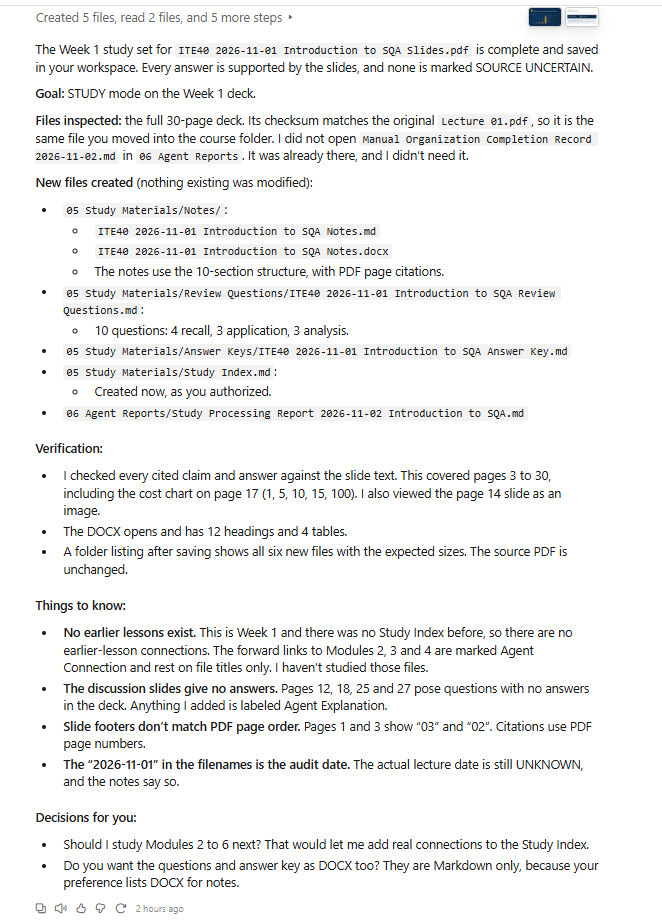 Created 5 files, read 2 files, and 5 more steps
The Week 1 study set for ITE40 2026-11-01 Introduction to SQA Slides.pdf is complete and saved
in your workspace. Every answer is supported by the slides, and none is marked SOURCE UNCERTAIN.
Goal: STUDY mode on the Week 1 deck.
Files inspected: the full 30-page deck. Its checksum matches the original Lecture 01.pdf, so it is the
same file you moved into the course folder. I did not open Manual Organization Completion Record
2026-11-02.md in 06 Agent Reports. It was already there, and I didn't need it.
New files created (nothing existing was modified):
• 05 Study Materials/Notes/:
◦ ITE40 2026-11-01 Introduction to SQA Notes.md
◦ ITE40 2026-11-01 Introduction to SQA Notes.docx
◦ The notes use the 10-section structure, with PDF page citations.
• 05 Study Materials/Review Questions/ITE40 2026-11-01 Introduction to SQA Review
Questions.md:
◦ 10 questions: 4 recall, 3 application, 3 analysis.
• 05 Study Materials/Answer Keys/ITE40 2026-11-01 Introduction to SQA Answer Key.md
• 05 Study Materials/Study Index.md:
◦ Created now, as you authorized.
• 06 Agent Reports/Study Processing Report 2026-11-02 Introduction to SQA.md
Verification:
• I checked every cited claim and answer against the slide text. This covered pages 3 to 30,
including the cost chart on page 17 (1, 5, 10, 15, 100). I also viewed the page 14 slide as an
image.
• The DOCX opens and has 12 headings and 4 tables.
• A folder listing after saving shows all six new files with the expected sizes. The source PDF is
unchanged.
Things to know:
• No earlier lessons exist. This is Week 1 and there was no Study Index before, so there are no
earlier-lesson connections. The forward links to Modules 2, 3 and 4 are marked Agent
Connection and rest on file titles only. I haven't studied those files.
• The discussion slides give no answers. Pages 12, 18, 25 and 27 pose questions with no answers
in the deck. Anything I added is labeled Agent Explanation.
• Slide footers don't match PDF page order. Pages 1 and 3 show "03" and "02". Citations use PDF
page numbers.
• The "2026-11-01" in the filenames is the audit date. The actual lecture date is still UNKNOWN,
and the notes say so.
Decisions for you:
• Should I study Modules 2 to 6 next? That would let me add real connections to the Study Index.
• Do you want the questions and answer key as DOCX too? They are Markdown only, because your
preference lists DOCX for notes.
2 hours ago